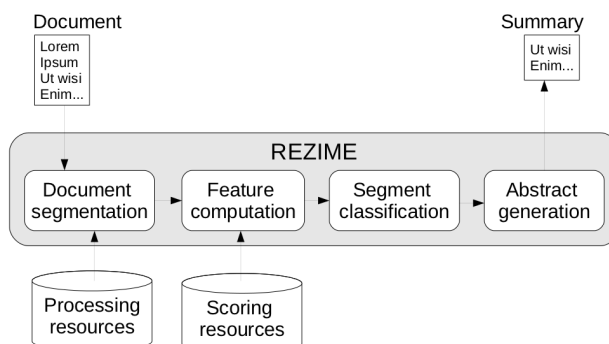 Document
Lorem
Ipsum
Ut wisi
Enim...
Summary
Ut wisi
Enim...
REZIME
Document
segmentation
Feature
computation
Segment
classification
Abstract
generation
Processing
resources
Scoring
resources